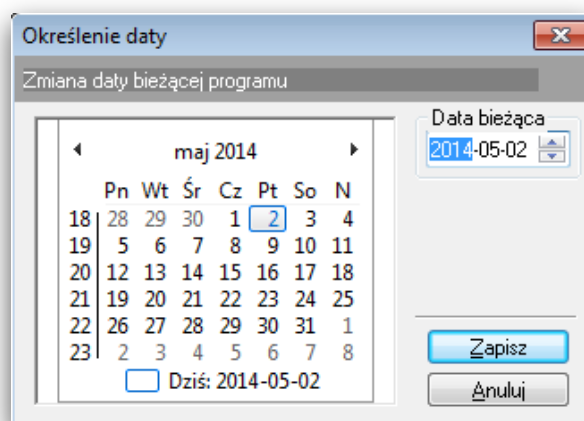 Określenie daty
Zmiana daty bieżącej programu
maj 2014
Pn Wt Śr Cz Pt So N
18 28 29 30 1 2 3 4
19 5 6 7 8 9 10 11
20 12 13 14 15 16 17 18
21 19 20 21 22 23 24 25
22 26 27 28 29 30 31 1
23 2 3 4 5 6 7 8
Dziś: 2014-05-02
Data bieżąca
2014-05-02
Zapisz
Anuluj